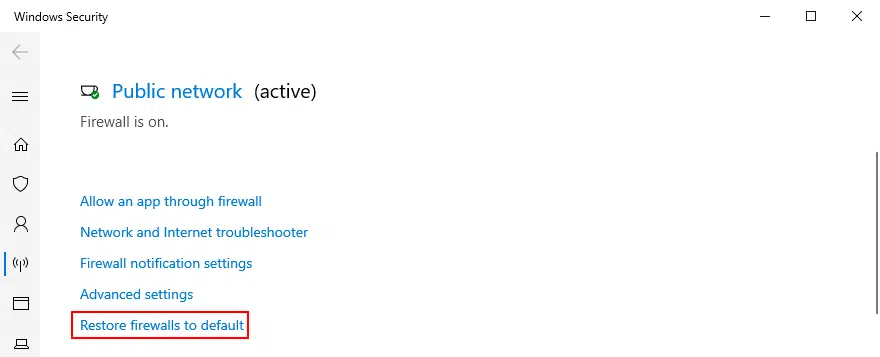 Windows Security
Public network (active)
Firewall is on.
Allow an app through firewall
Network and Internet troubleshooter
Firewall notification settings
Advanced settings
Restore firewalls to default